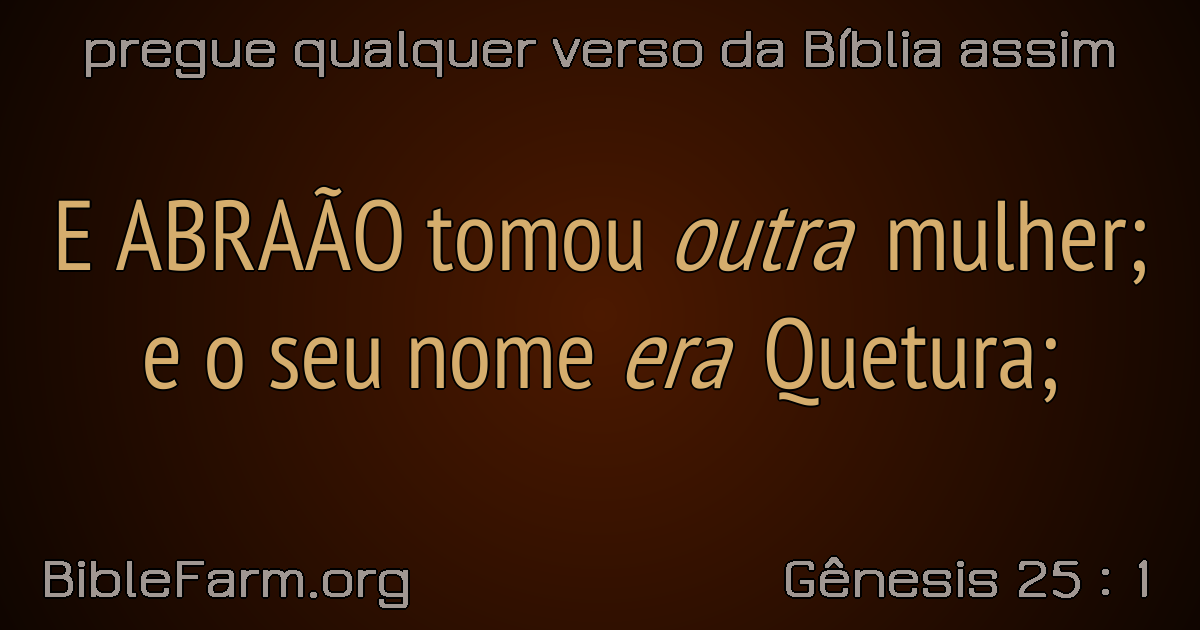 pregue qualquer verso da Bíblia assim
E ABRAÃO tomou outra mulher;
e o seu nome era Quetura;
BibleFarm.org
Gênesis 25 : 1